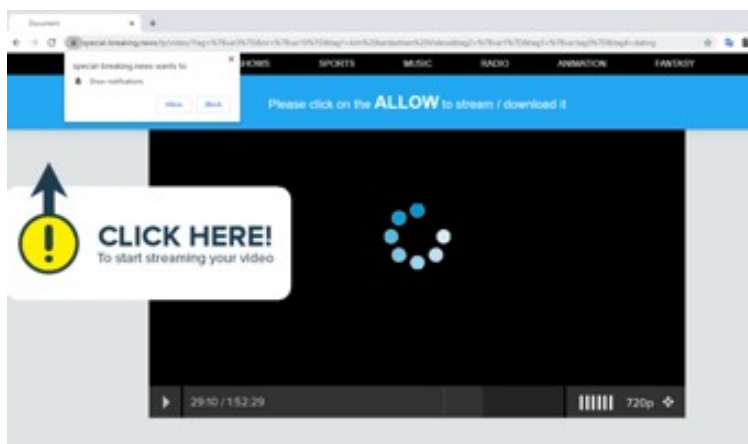 Document
special-breaking.news
special-breaking.news wants to
Show notifications
Allow Block
SHOWS SPORTS MUSIC RADIO ANIMATION FANTASY
Please click on the ALLOW to stream / download it
CLICK HERE!
To start streaming your video
29:10 / 1:52:29
720p